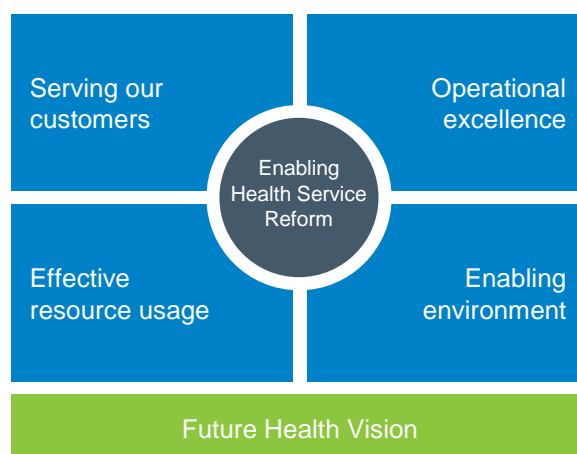 Serving our
customers
Operational
excellence
Enabling
Health Service
Reform
Effective
resource usage
Enabling
environment
Future Health Vision